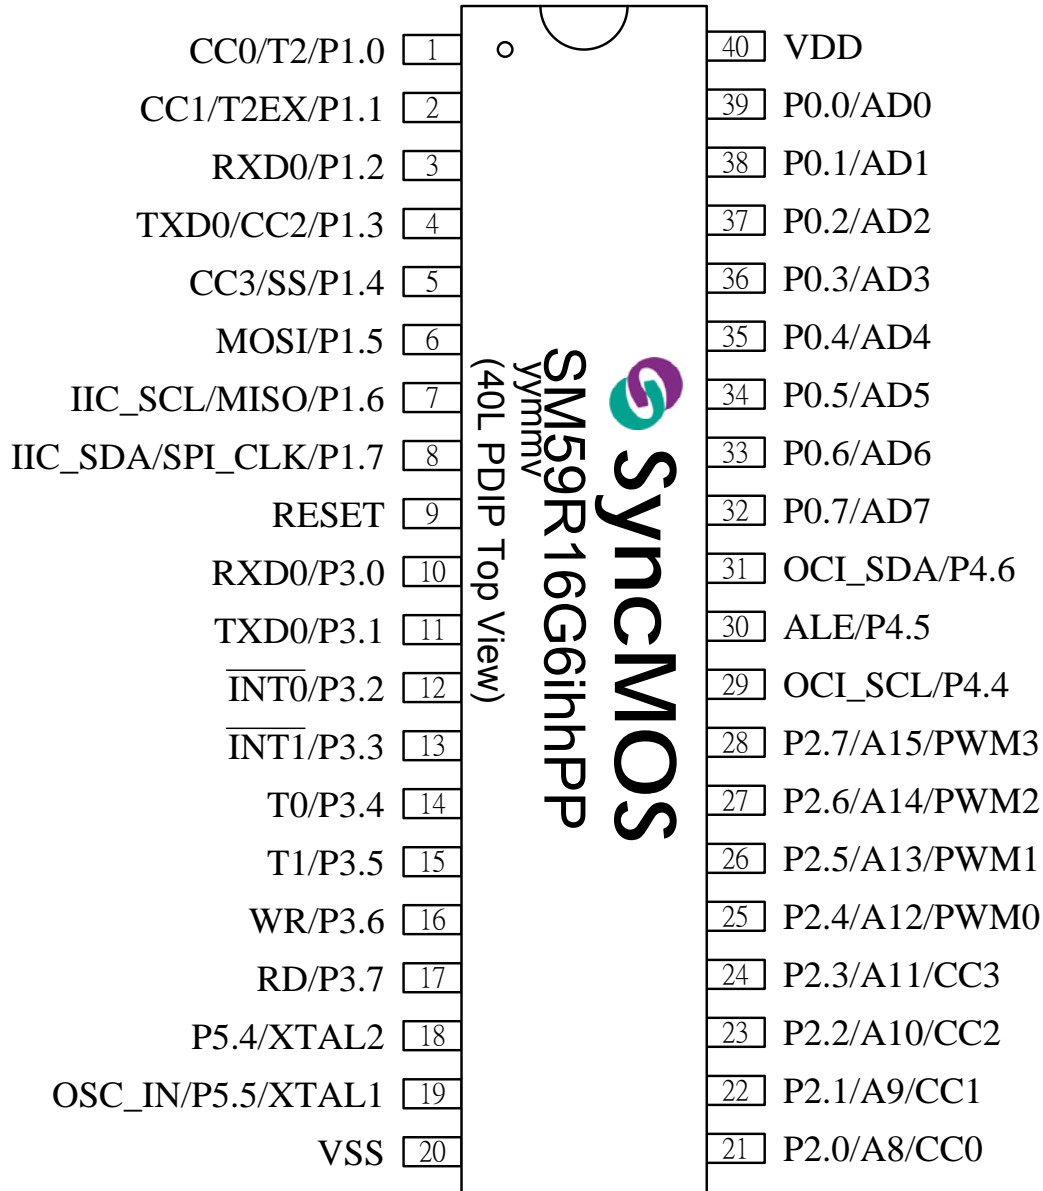 CC0/T2/P1.0 1
CC1/T2EX/P1.1 2
RXD0/P1.2 3
TXD0/CC2/P1.3 4
CC3/SS/P1.4 5
MOSI/P1.5 6
IIC_SCL/MISO/P1.6 7
IIC_SDA/SPI_CLK/P1.7 8
RESET 9
RXD0/P3.0 10
TXD0/P3.1 11
I̅N̅T̅0̅/P3.2 12
I̅N̅T̅1̅/P3.3 13
T0/P3.4 14
T1/P3.5 15
WR/P3.6 16
RD/P3.7 17
P5.4/XTAL2 18
OSC_IN/P5.5/XTAL1 19
VSS 20
SyncMOS
SM59R16G6ihhPP
yymmv
(40L PDIP Top View)
40 VDD
39 P0.0/AD0
38 P0.1/AD1
37 P0.2/AD2
36 P0.3/AD3
35 P0.4/AD4
34 P0.5/AD5
33 P0.6/AD6
32 P0.7/AD7
31 OCI_SDA/P4.6
30 ALE/P4.5
29 OCI_SCL/P4.4
28 P2.7/A15/PWM3
27 P2.6/A14/PWM2
26 P2.5/A13/PWM1
25 P2.4/A12/PWM0
24 P2.3/A11/CC3
23 P2.2/A10/CC2
22 P2.1/A9/CC1
21 P2.0/A8/CC0